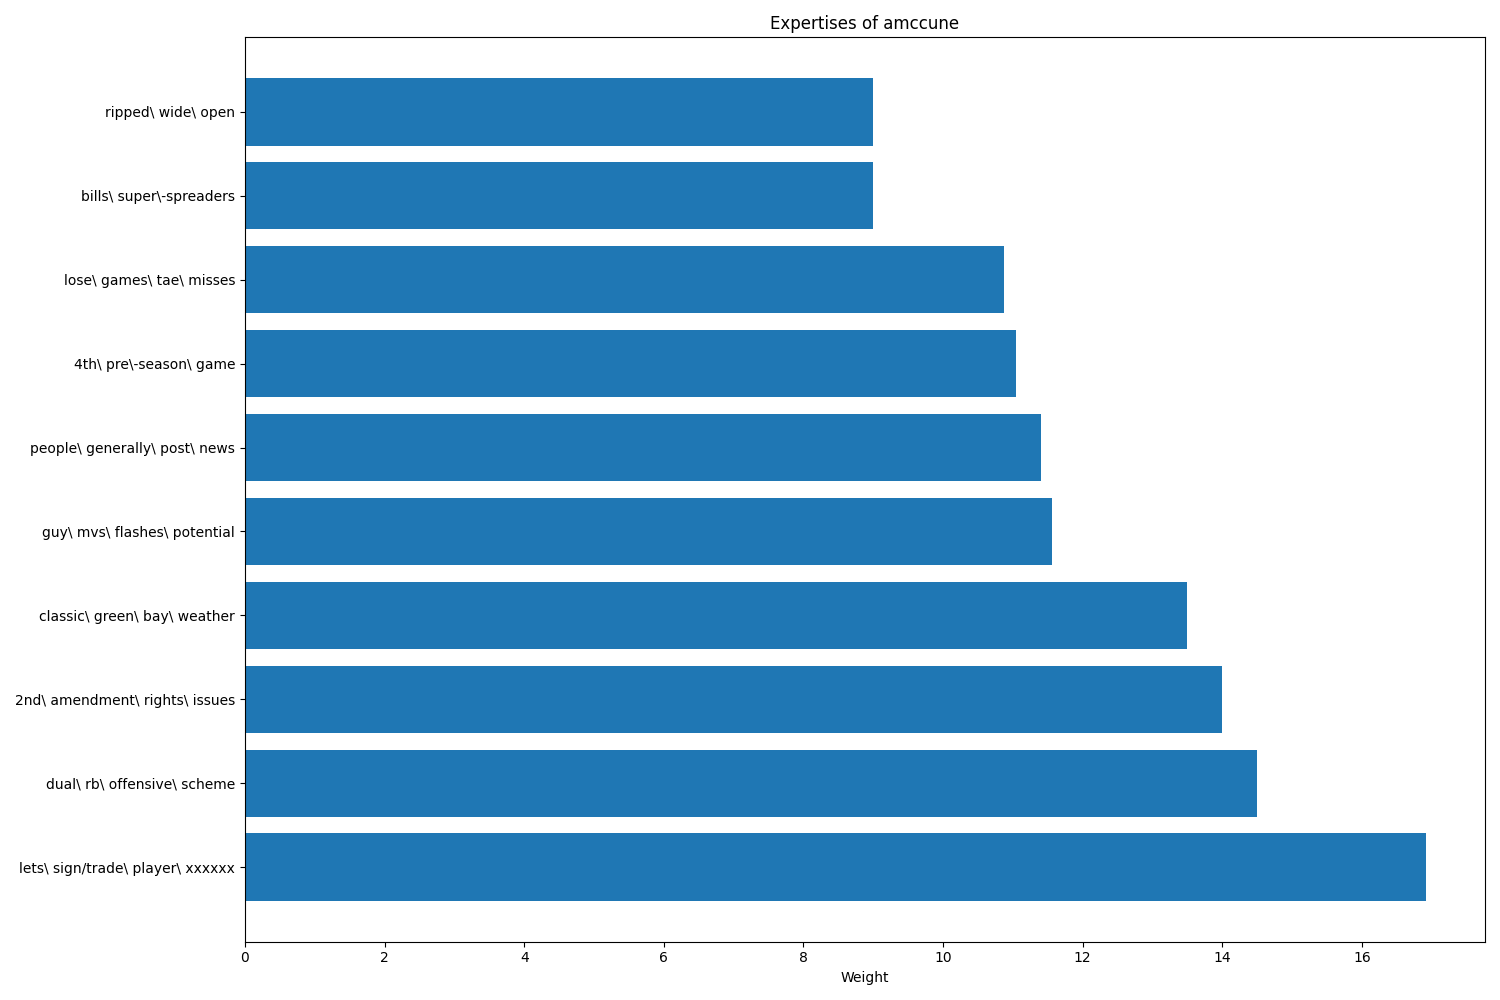 Expertises of amccune
ripped\ wide\ open
bills\ super\-spreaders
lose\ games\ tae\ misses
4th\ pre\-season\ game
people\ generally\ post\ news
guy\ mvs\ flashes\ potential
classic\ green\ bay\ weather
2nd\ amendment\ rights\ issues
dual\ rb\ offensive\ scheme
lets\ sign/trade\ player\ xxxxxx
0 2 4 6 8 10 12 14 16
Weight